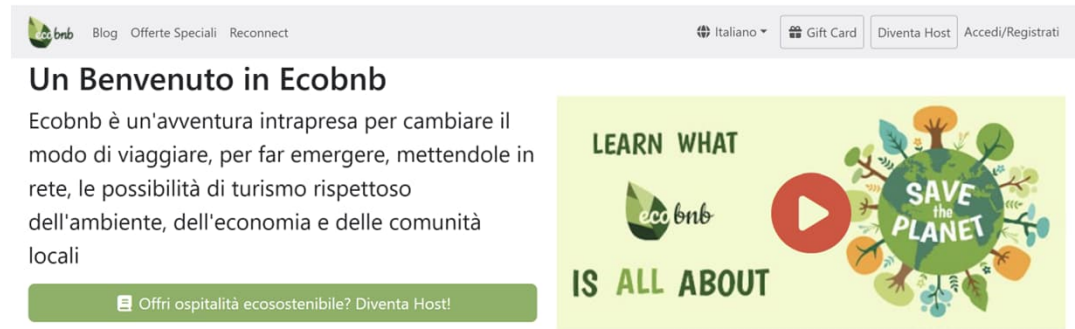 ecobnb Blog Offerte Speciali Reconnect Italiano Gift Card Diventa Host Accedi/Registrati
Un Benvenuto in Ecobnb
Ecobnb è un'avventura intrapresa per cambiare il
modo di viaggiare, per far emergere, mettendole in
rete, le possibilità di turismo rispettoso
dell'ambiente, dell'economia e delle comunità
locali
Offri ospitalità ecosostenibile? Diventa Host!
LEARN WHAT
ecobnb
IS ALL ABOUT
SAVE
the
PLANET